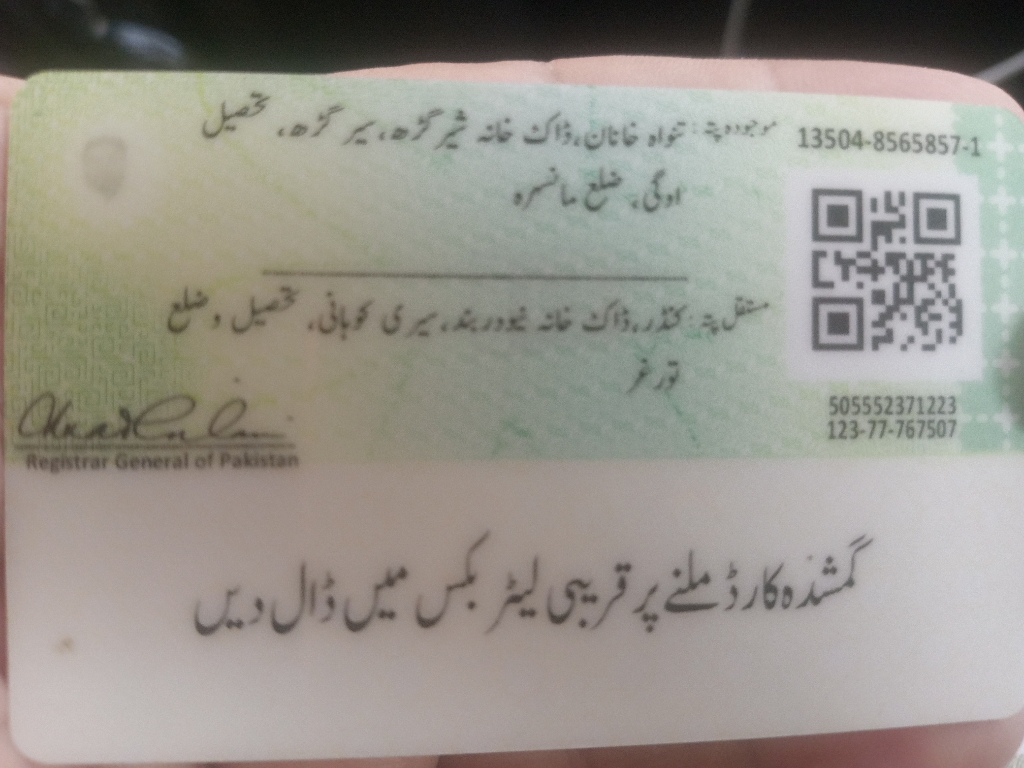 13504-8565857-1
موجودہ پتہ: تنواہ خانان، ڈاک خانہ شیر گڑھ، سیر گڑھ، تحصیل
اوگی، ضلع مانسہرہ
مستقل پتہ: کنڈر، ڈاک خانہ نیو دربند، سیری کوہانی، تحصیل و ضلع
تورغر
505552371223
123-77-767507
Registrar General of Pakistan
گمشدہ کارڈ ملنے پر قریبی لیٹر بکس میں ڈال دیں